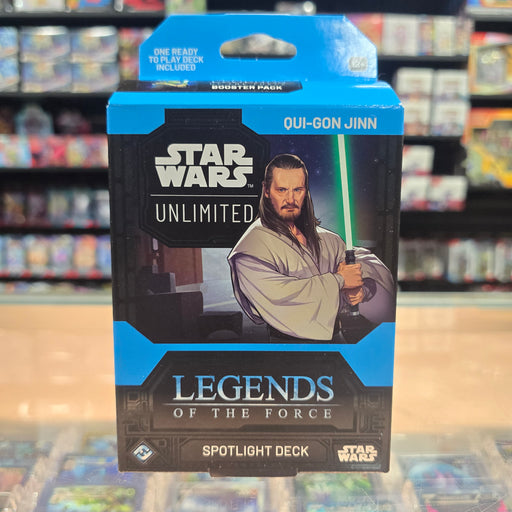 ONE READY
TO PLAY DECK
INCLUDED
BOOSTER PACK
QUI-GON JINN
STAR
WARS™
UNLIMITED
LEGENDS
OF THE FORCE
SPOTLIGHT DECK
STAR
WARS